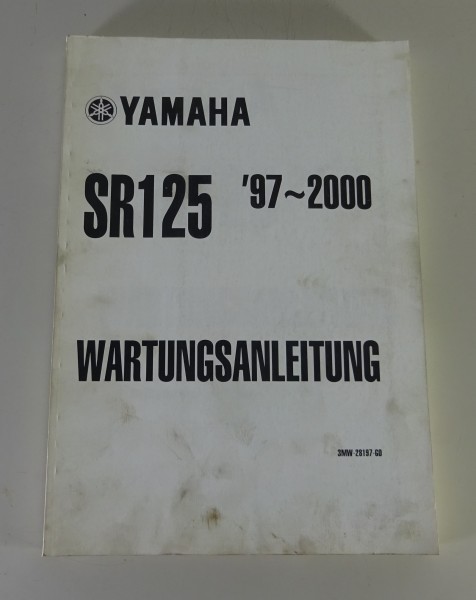 YAMAHA
SR125 '97~2000
WARTUNGSANLEITUNG
3MW-28197-G0